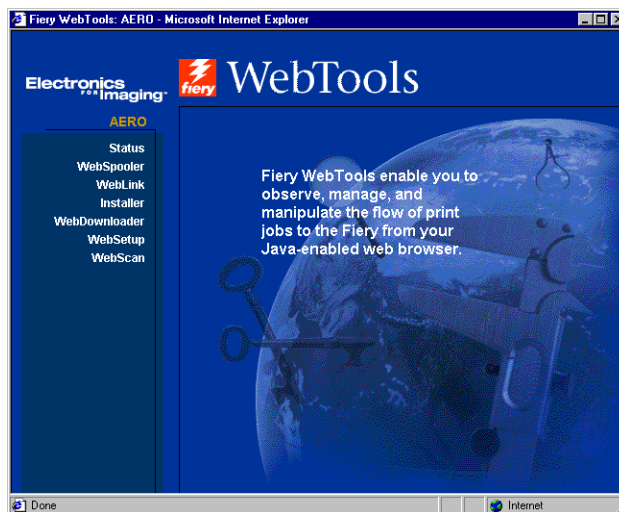 Fiery WebTools: AERO - Microsoft Internet Explorer
Electronics
FOR Imaging™
fiery
WebTools
AERO
Status
WebSpooler
WebLink
Installer
WebDownloader
WebSetup
WebScan
Fiery WebTools enable you to
observe, manage, and
manipulate the flow of print
jobs to the Fiery from your
Java-enabled web browser.
Done
Internet